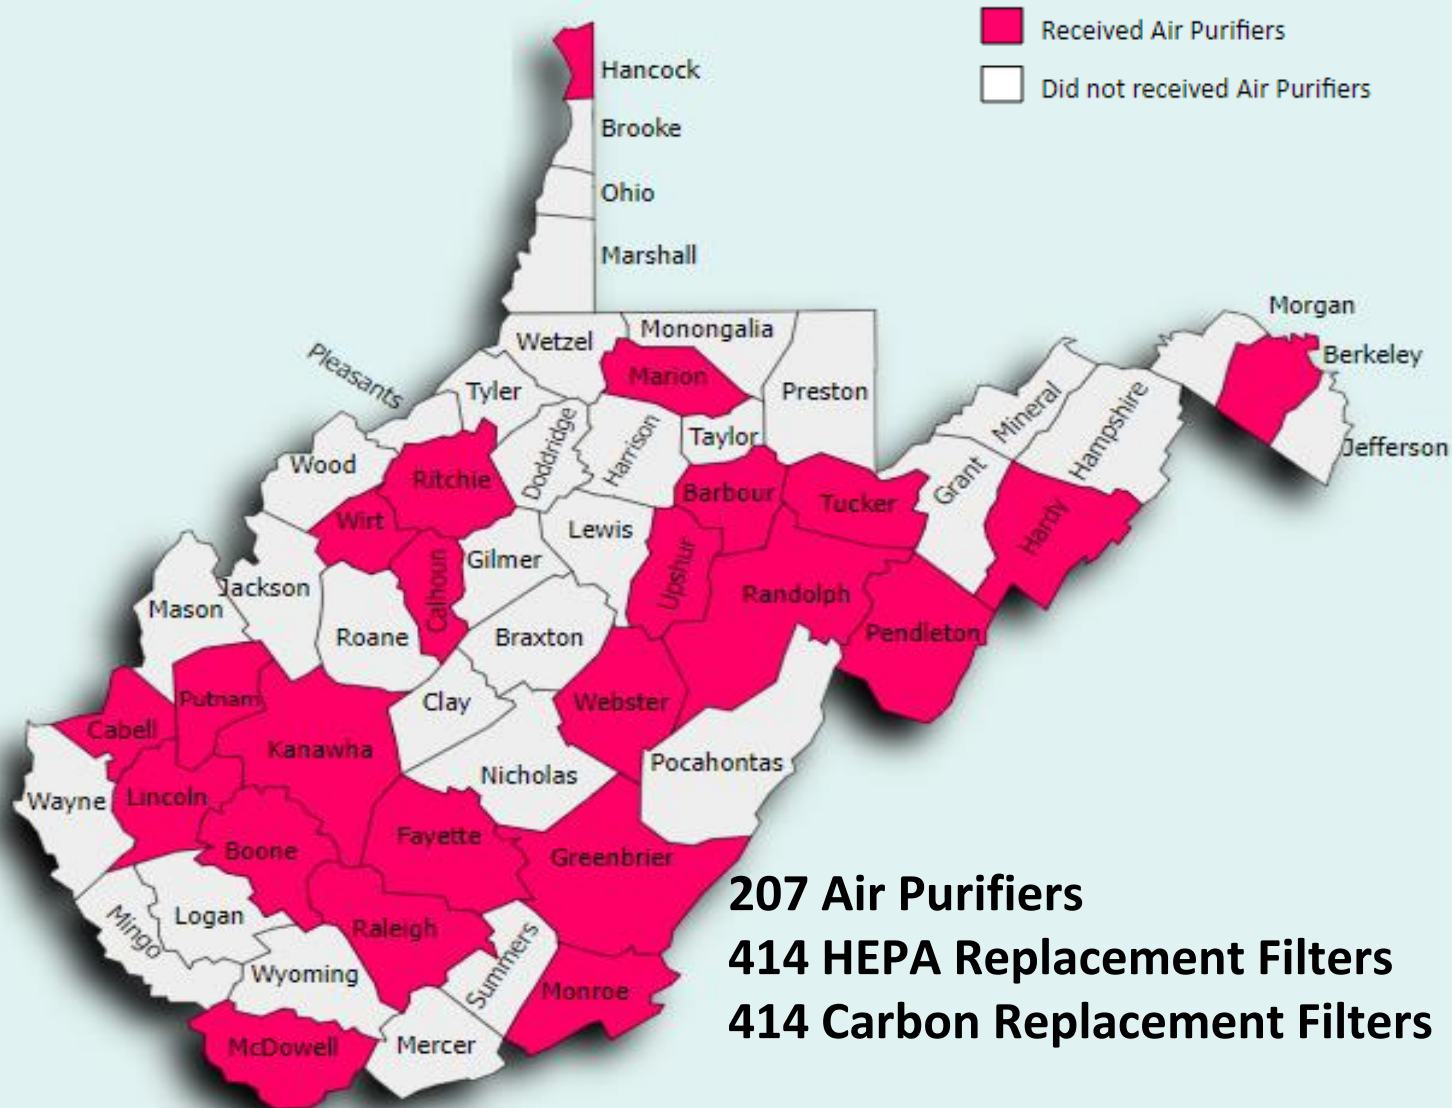 Received Air Purifiers
Did not received Air Purifiers
Hancock
Brooke
Ohio
Marshall
Morgan
Wetzel
Monongalia
Pleasants
Marion
Berkeley
Tyler
Preston
Mineral
Hampshire
Doddridge
Harrison
Taylor
Jefferson
Wood
Ritchie
Barbour
Tucker
Grant
Wirt
Lewis
Hardy
Calhoun
Gilmer
Upshur
Jackson
Randolph
Mason
Roane
Braxton
Pendleton
Putnam
Clay
Webster
Cabell
Kanawha
Pocahontas
Nicholas
Wayne
Lincoln
Fayette
Boone
Greenbrier
207 Air Purifiers
Logan
Mingo
Raleigh
414 HEPA Replacement Filters
Summers
Wyoming
Monroe
414 Carbon Replacement Filters
McDowell
Mercer